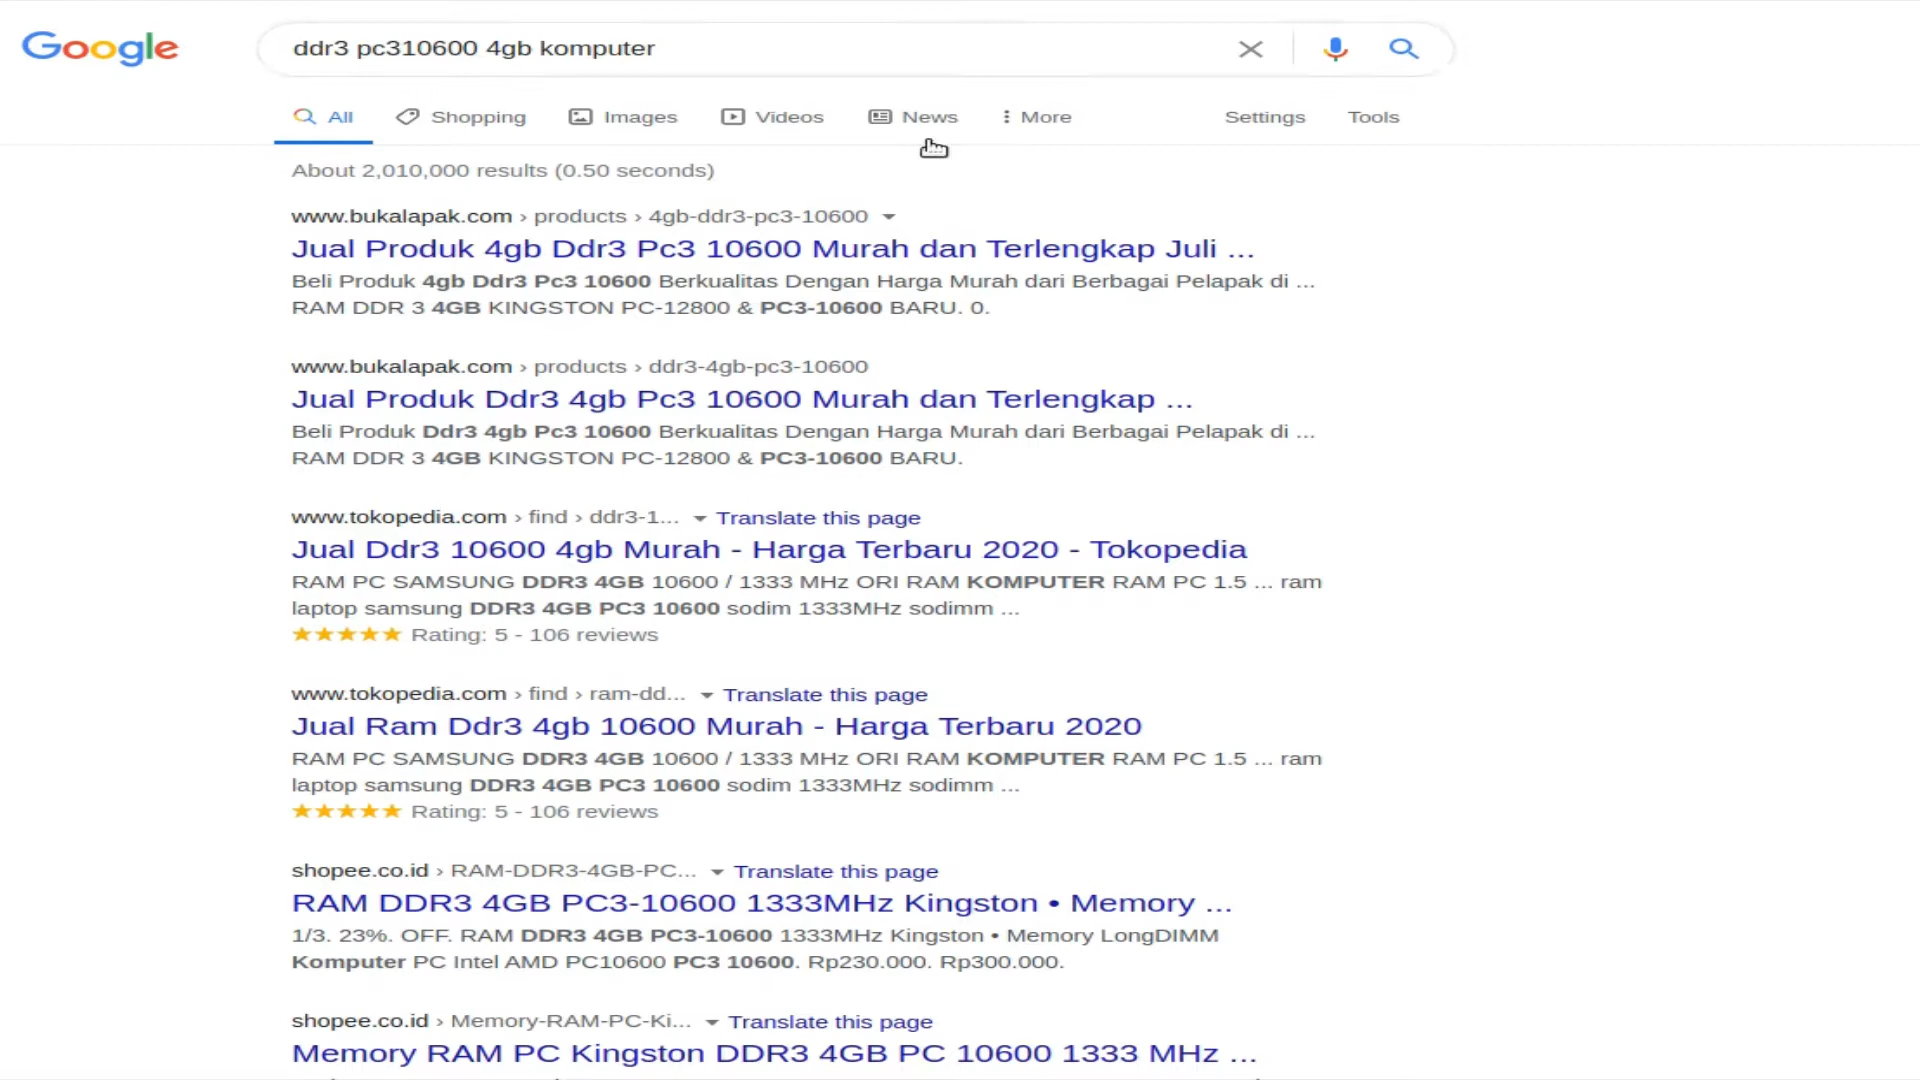 Google
ddr3 pc310600 4gb komputer
All Shopping Images Videos News More Settings Tools
About 2,010,000 results (0.50 seconds)
www.bukalapak.com › products › 4gb-ddr3-pc3-10600
Jual Produk 4gb Ddr3 Pc3 10600 Murah dan Terlengkap Juli ...
Beli Produk 4gb Ddr3 Pc3 10600 Berkualitas Dengan Harga Murah dari Berbagai Pelapak di ...
RAM DDR 3 4GB KINGSTON PC-12800 & PC3-10600 BARU. 0.
www.bukalapak.com › products › ddr3-4gb-pc3-10600
Jual Produk Ddr3 4gb Pc3 10600 Murah dan Terlengkap ...
Beli Produk Ddr3 4gb Pc3 10600 Berkualitas Dengan Harga Murah dari Berbagai Pelapak di ...
RAM DDR 3 4GB KINGSTON PC-12800 & PC3-10600 BARU.
www.tokopedia.com › find › ddr3-1... Translate this page
Jual Ddr3 10600 4gb Murah - Harga Terbaru 2020 - Tokopedia
RAM PC SAMSUNG DDR3 4GB 10600 / 1333 MHz ORI RAM KOMPUTER RAM PC 1.5 ... ram
laptop samsung DDR3 4GB PC3 10600 sodim 1333MHz sodimm ...
★★★★★ Rating: 5 - 106 reviews
www.tokopedia.com › find › ram-dd... Translate this page
Jual Ram Ddr3 4gb 10600 Murah - Harga Terbaru 2020
RAM PC SAMSUNG DDR3 4GB 10600 / 1333 MHz ORI RAM KOMPUTER RAM PC 1.5 ... ram
laptop samsung DDR3 4GB PC3 10600 sodim 1333MHz sodimm ...
★★★★★ Rating: 5 - 106 reviews
shopee.co.id › RAM-DDR3-4GB-PC... Translate this page
RAM DDR3 4GB PC3-10600 1333MHz Kingston • Memory ...
1/3. 23%. OFF. RAM DDR3 4GB PC3-10600 1333MHz Kingston • Memory LongDIMM
Komputer PC Intel AMD PC10600 PC3 10600. Rp230.000. Rp300.000.
shopee.co.id › Memory-RAM-PC-Ki... Translate this page
Memory RAM PC Kingston DDR3 4GB PC 10600 1333 MHz ...